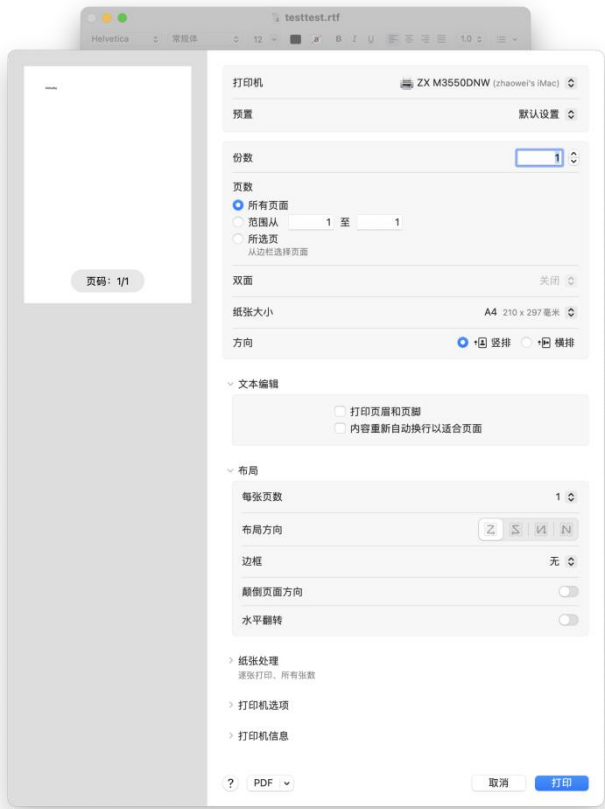 testtest.rtf
Helvetica 常规体 12 B I U 1.0
打印机 ZX M3550DNW (zhaowei's iMac)
预置 默认设置
份数 1
页数
所有页面
范围从 1 至 1
所选页
从边栏选择页面
页码：1/1
双面 关闭
纸张大小 A4 210 x 297 毫米
方向 竖排 横排
文本编辑
打印页眉和页脚
内容重新自动换行以适合页面
布局
每张页数 1
布局方向
边框 无
颠倒页面方向
水平翻转
纸张处理
逐张打印、所有张数
打印机选项
打印机信息
? PDF 取消 打印